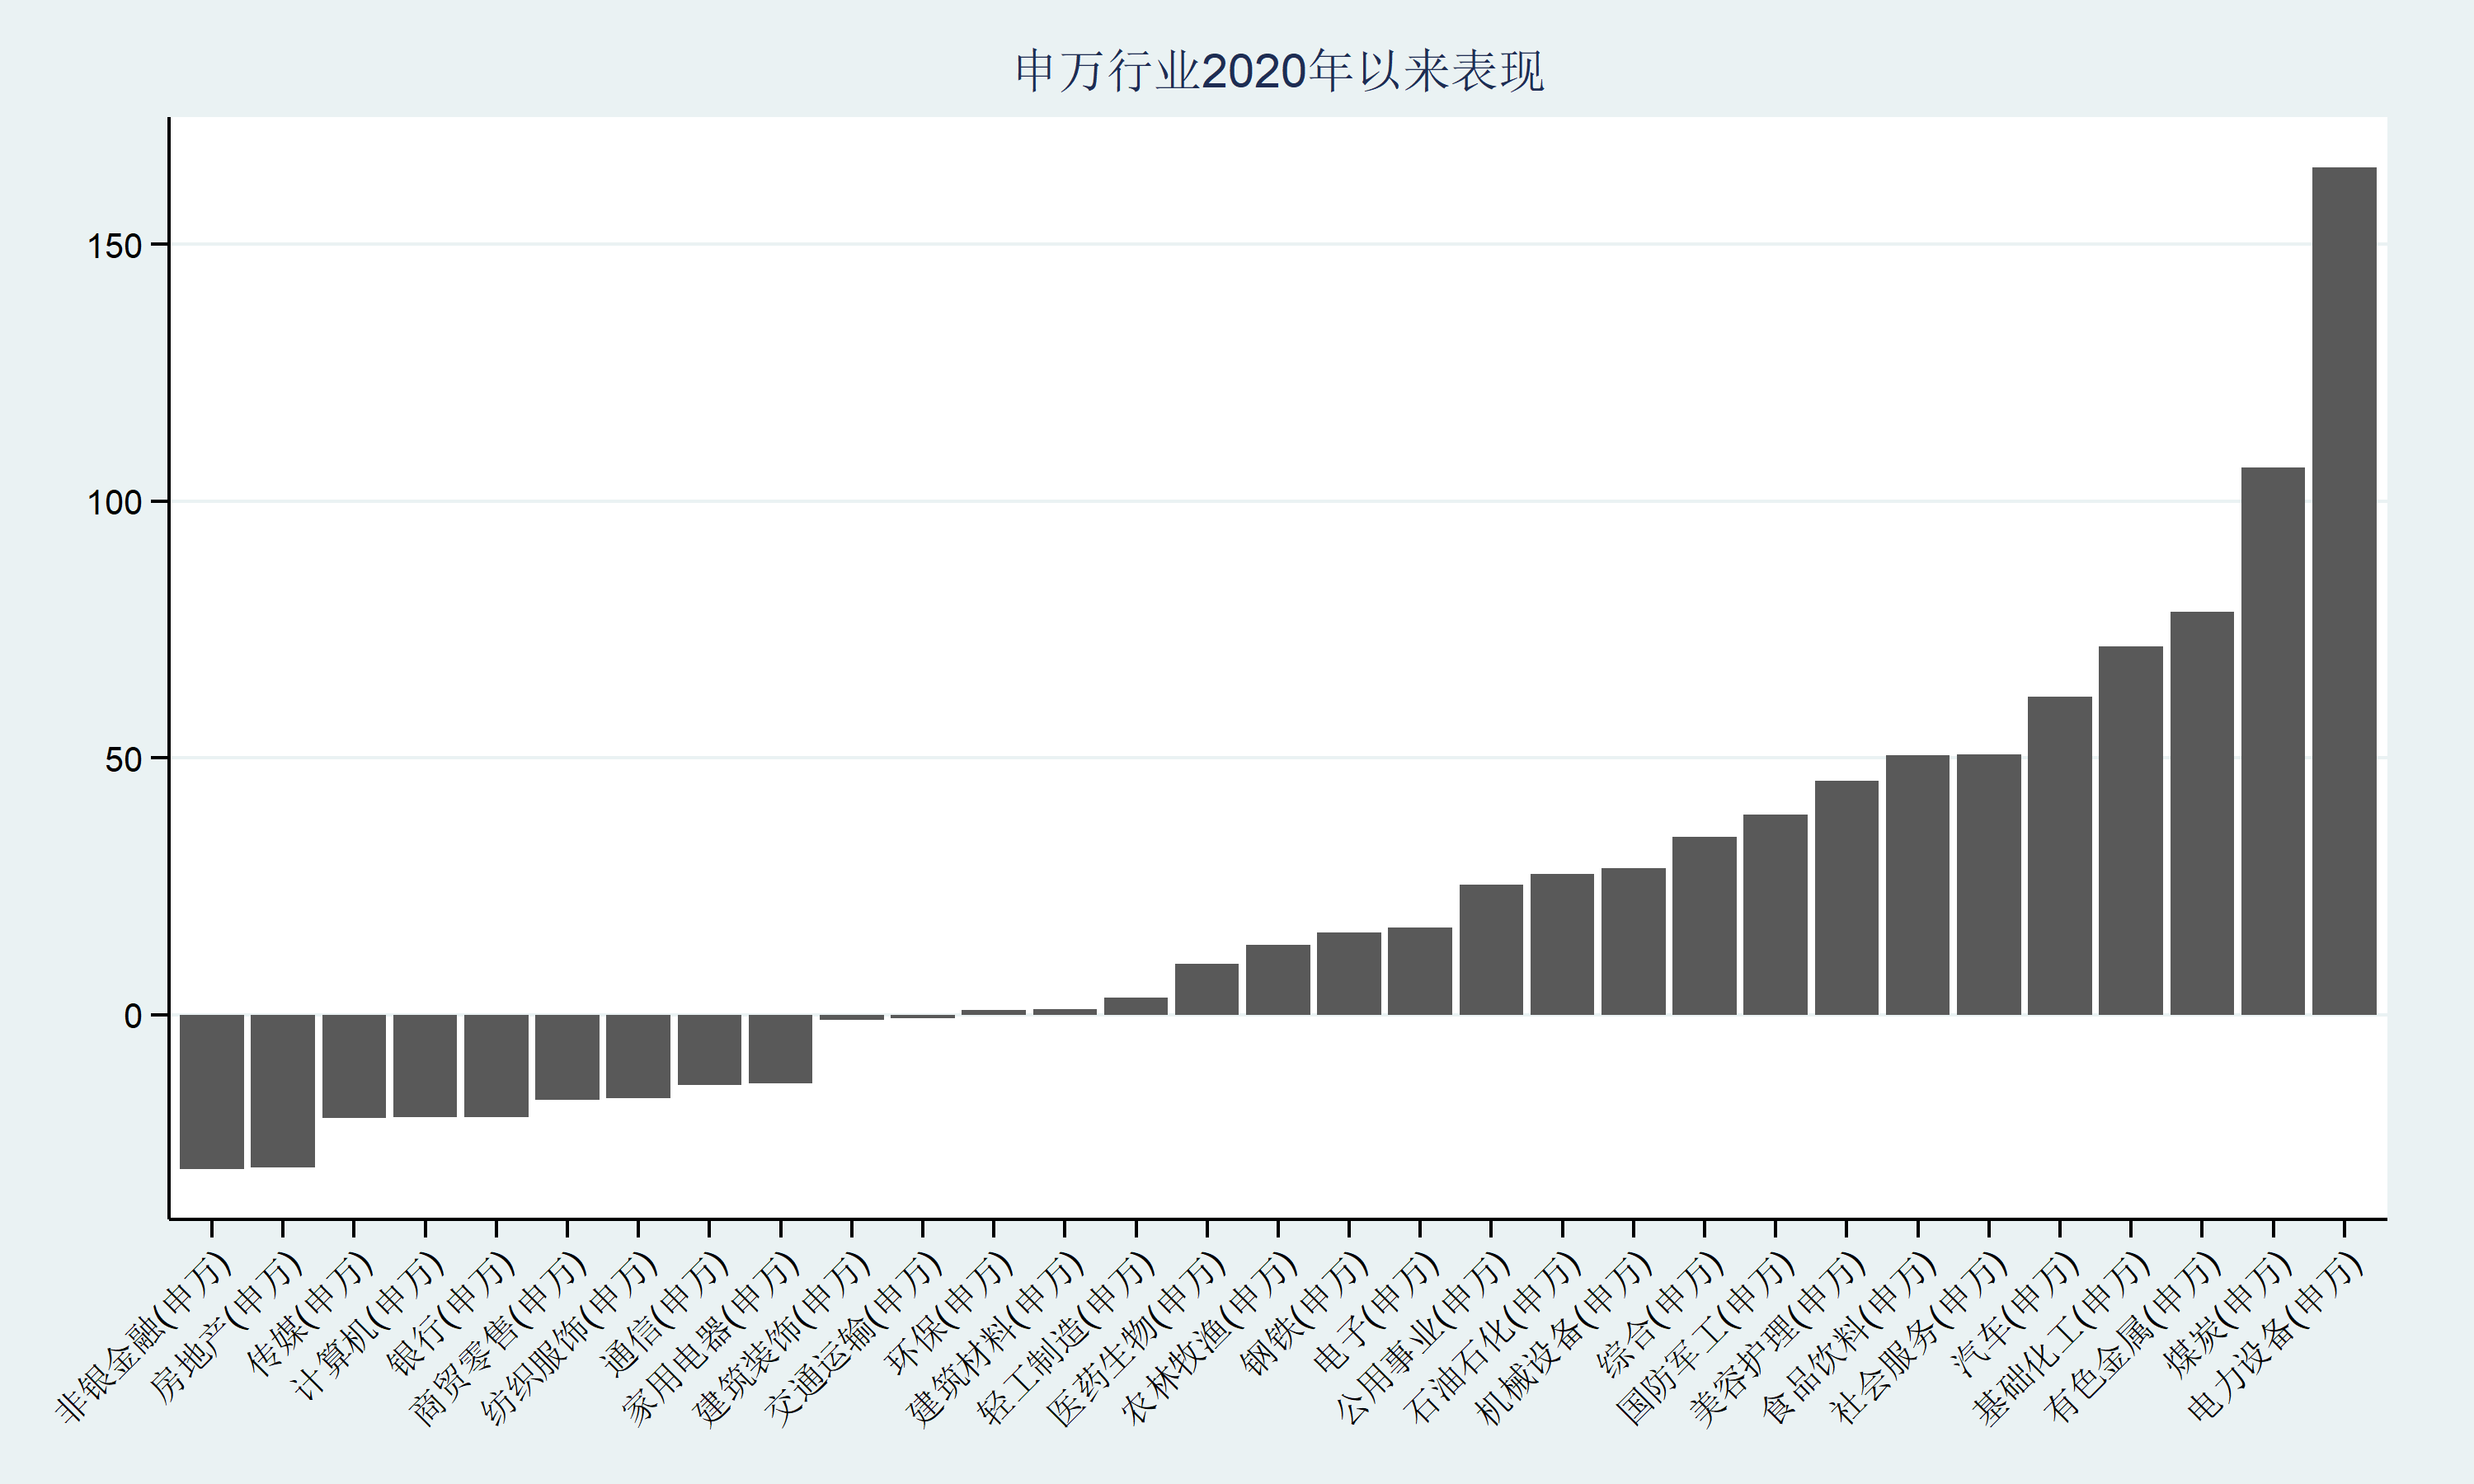 申万行业2020年以来表现
150
100
50
0
非银金融(申万)
房地产(申万)
传媒(申万)
计算机(申万)
银行(申万)
商贸零售(申万)
纺织服饰(申万)
通信(申万)
家用电器(申万)
建筑装饰(申万)
交通运输(申万)
环保(申万)
建筑材料(申万)
轻工制造(申万)
医药生物(申万)
农林牧渔(申万)
钢铁(申万)
电子(申万)
公用事业(申万)
石油石化(申万)
机械设备(申万)
综合(申万)
国防军工(申万)
美容护理(申万)
食品饮料(申万)
社会服务(申万)
汽车(申万)
基础化工(申万)
有色金属(申万)
煤炭(申万)
电力设备(申万)